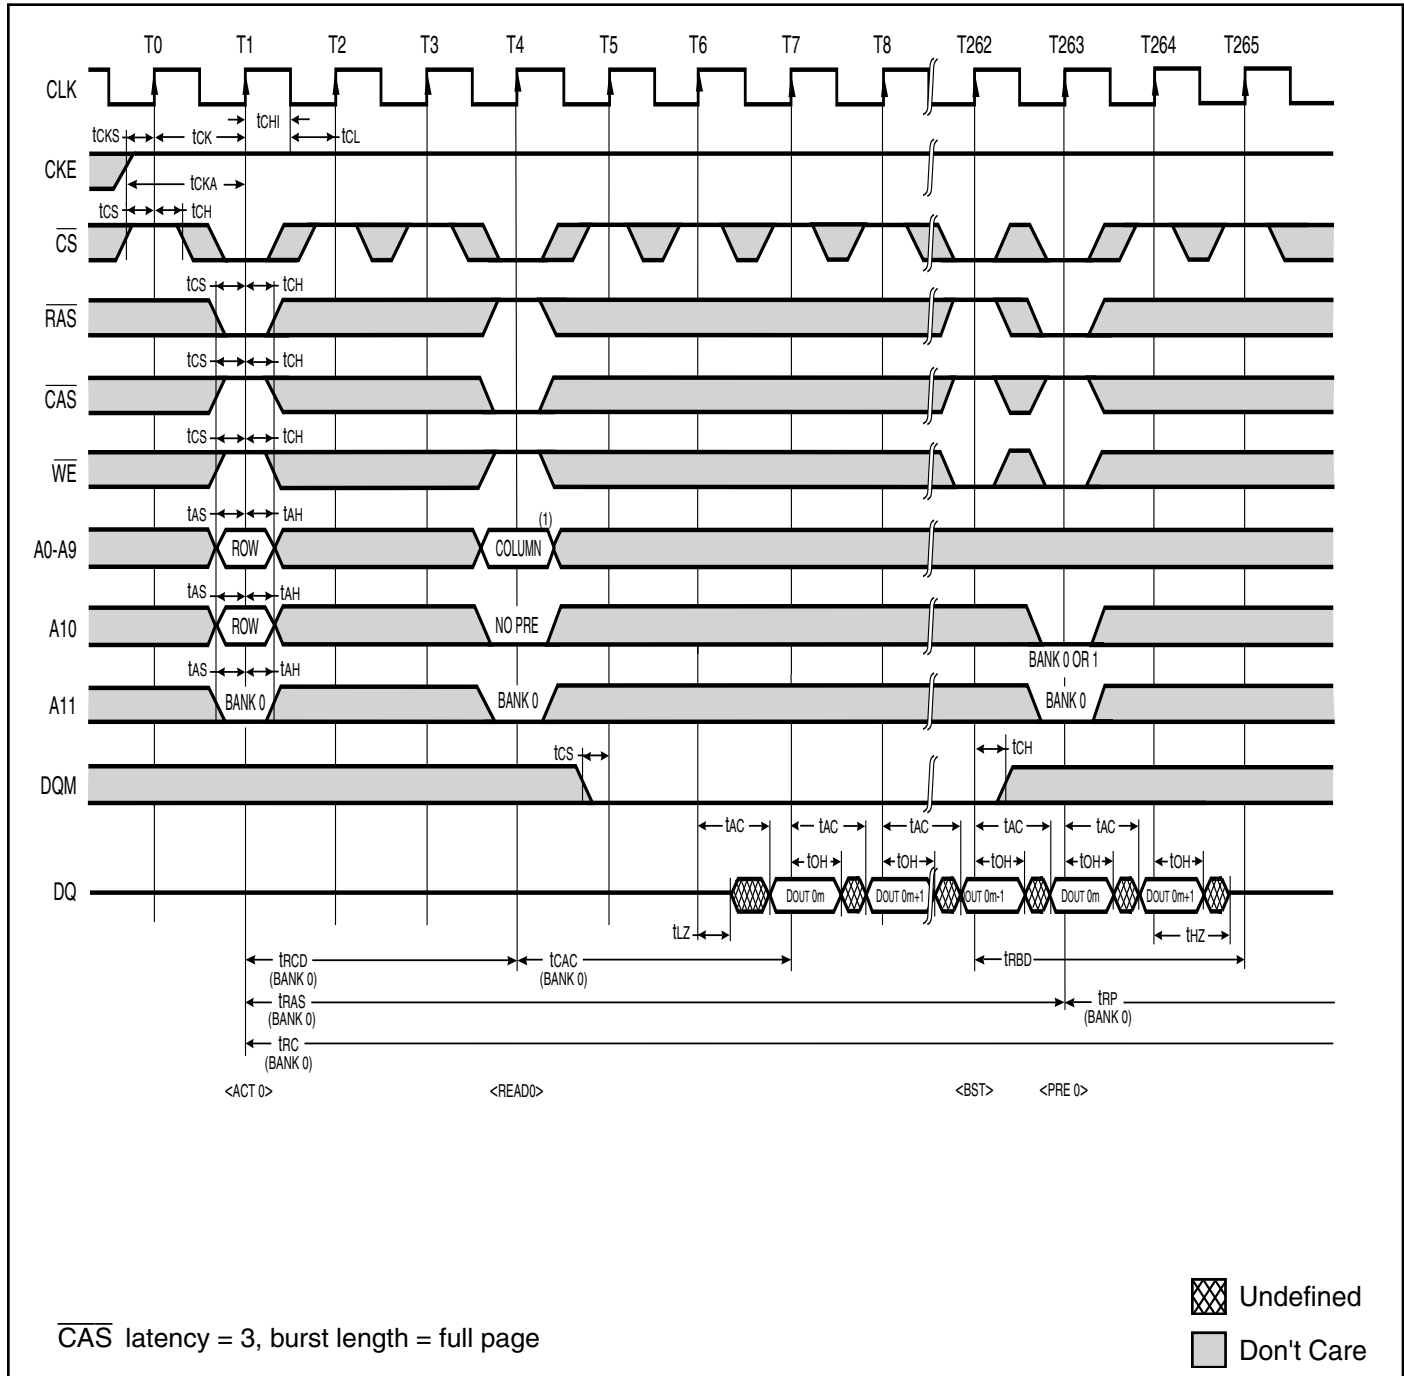 T0 T1 T2 T3 T4 T5 T6 T7 T8 T262 T263 T264 T265
CLK
tCHI
tCKS tCK tCL
CKE
tCKA
tCS tCH
CS
tCS tCH
RAS
tCS tCH
CAS
tCS tCH
WE
tAS tAH (1)
A0-A9 ROW COLUMN
tAS tAH
A10 ROW NO PRE
BANK 0 OR 1
tAS tAH
A11 BANK 0 BANK 0 BANK 0
tCS tCH
DQM
tAC tAC tAC tAC tAC
tOH tOH tOH tOH tOH
DQ DOUT 0m DOUT 0m+1 OUT 0m-1 DOUT 0m DOUT 0m+1
tLZ tHZ
tRCD tCAC tRBD
(BANK 0) (BANK 0)
tRAS tRP
(BANK 0) (BANK 0)
tRC
(BANK 0)
<ACT 0> <READ0> <BST> <PRE 0>
Undefined
CAS latency = 3, burst length = full page
Don't Care